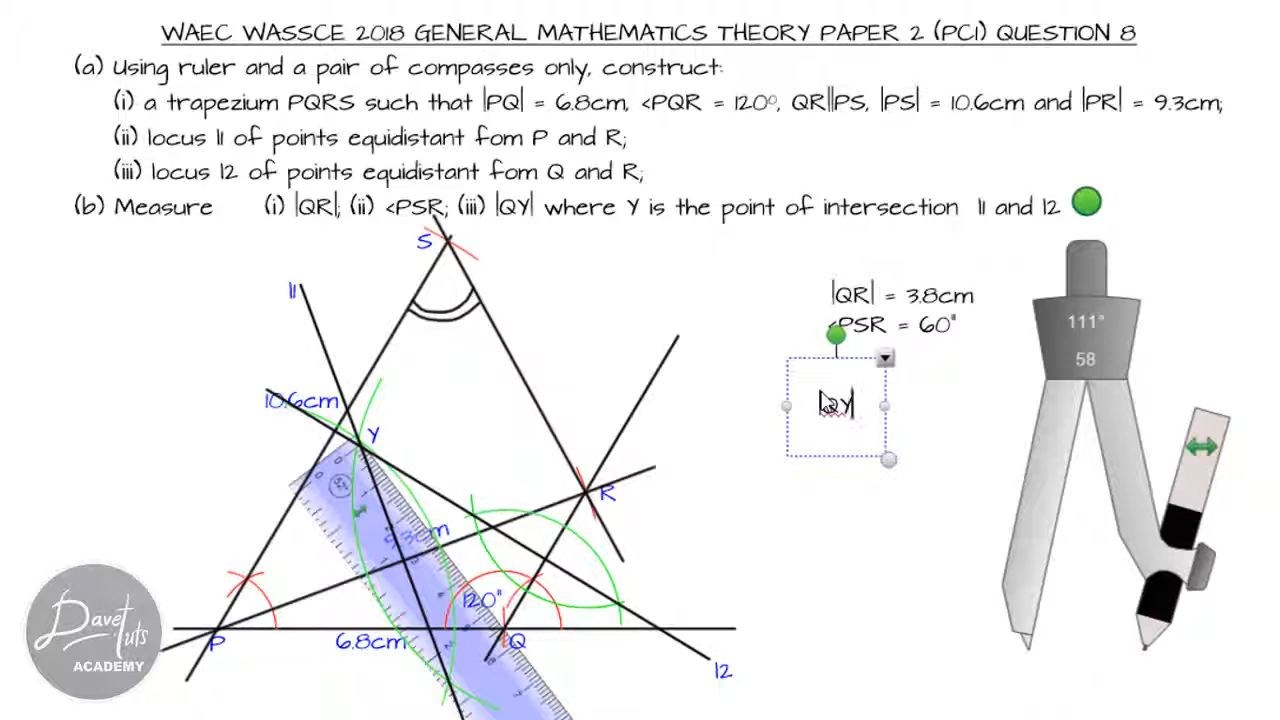 WAEC WASSCE 2018 GENERAL MATHEMATICS THEORY PAPER 2 (PC1) QUESTION 8
(a) Using ruler and a pair of compasses only, construct:
(i) a trapezium PQRS such that |PQ| = 6.8cm, <PQR = 120°, QR||PS, |PS| = 10.6cm and |PR| = 9.3cm;
(ii) locus l1 of points equidistant fom P and R;
(iii) locus l2 of points equidistant fom Q and R;
(b) Measure (i) |QR|; (ii) <PSR; (iii) |QY| where Y is the point of intersection l1 and l2
S
l1
|QR| = 3.8cm
<PSR = 60°
111°
58
10.6cm
QY
Y
52°
R
9.3cm
120°
P
6.8cm
Q
l2
Davet
Tuts
ACADEMY